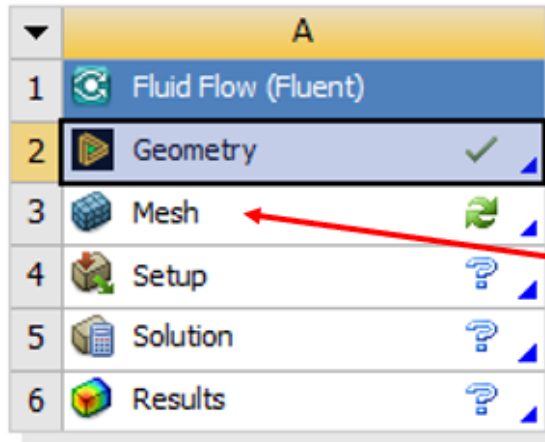 A
1 Fluid Flow (Fluent)
2 Geometry
3 Mesh
4 Setup
5 Solution
6 Results